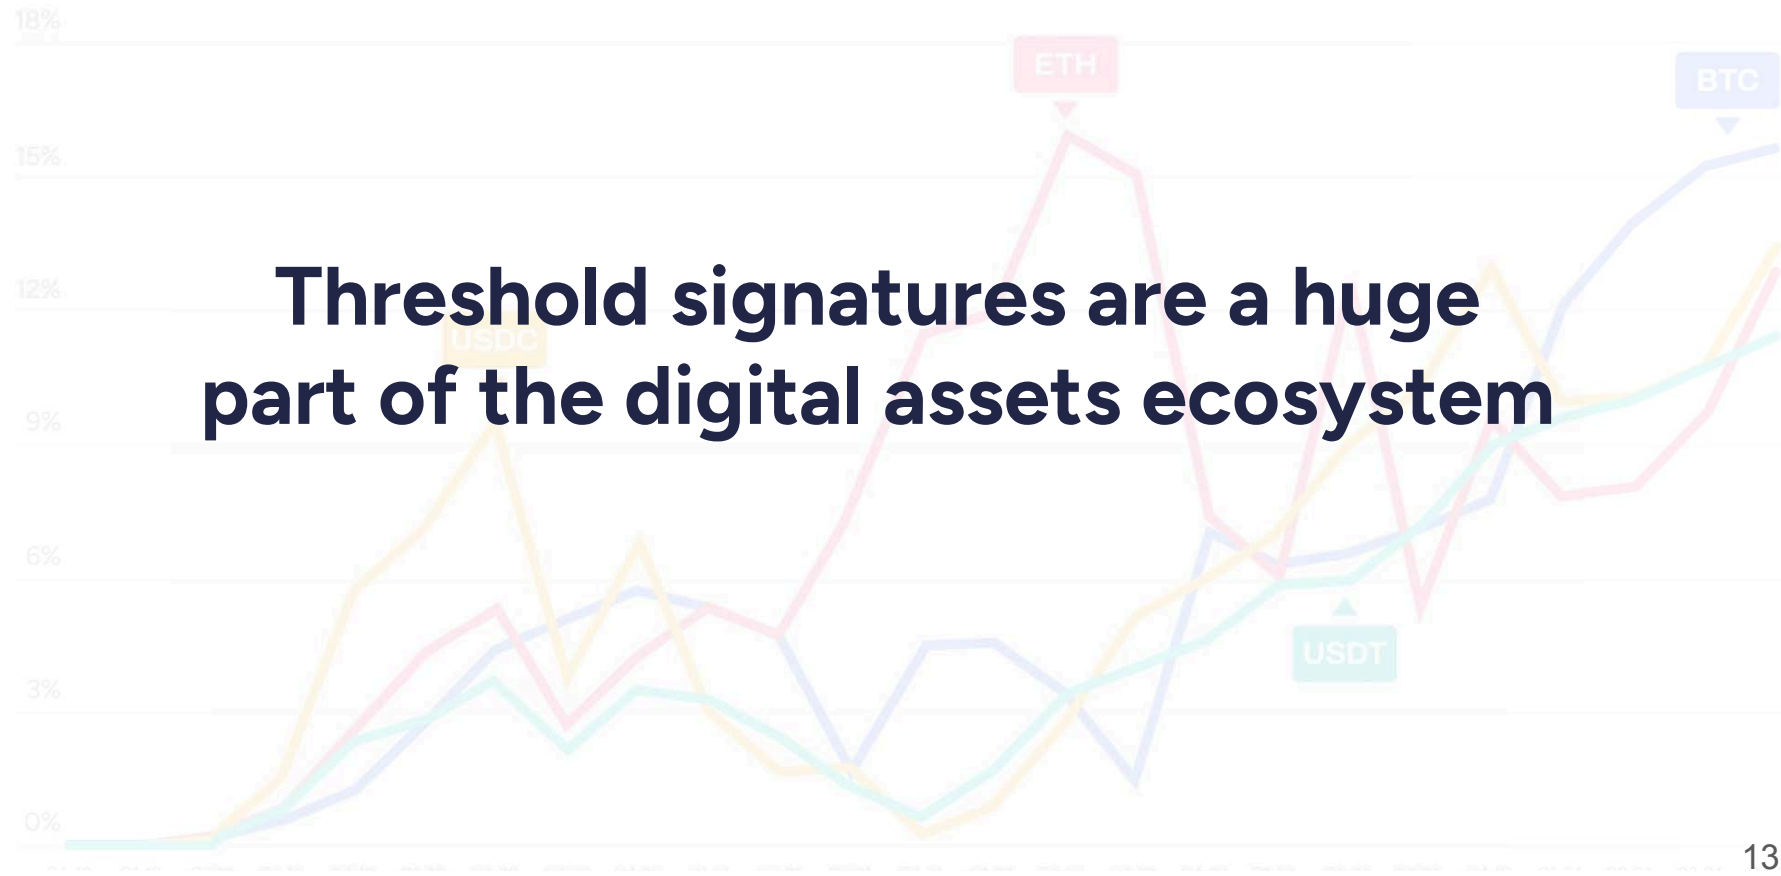 18%
ETH
BTC
15%
12%
Threshold signatures are a huge
USDC
part of the digital assets ecosystem
9%
6%
USDT
3%
0%
13